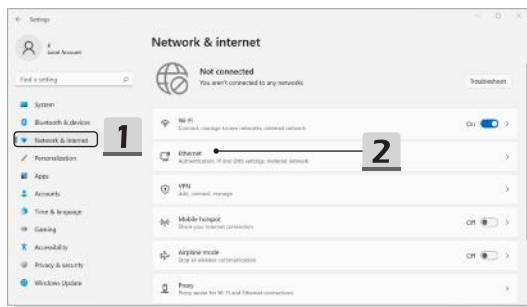 Settings
Local Account
Find a setting
System
Bluetooth & devices
Network & internet
Personalization
Apps
Accounts
Time & language
Gaming
Accessibility
Privacy & security
Windows Update
1
Network & internet
Not connected
You aren't connected to any networks
Troubleshoot
Wi-Fi
Connect, manage known networks, metered network
On
Ethernet
Authentication, IP and DNS settings, metered network
2
VPN
Add, connect, manage
Mobile hotspot
Share your internet connection
Off
Airplane mode
Stop all wireless communication
Off
Proxy
Proxy server for Wi-Fi and Ethernet connections